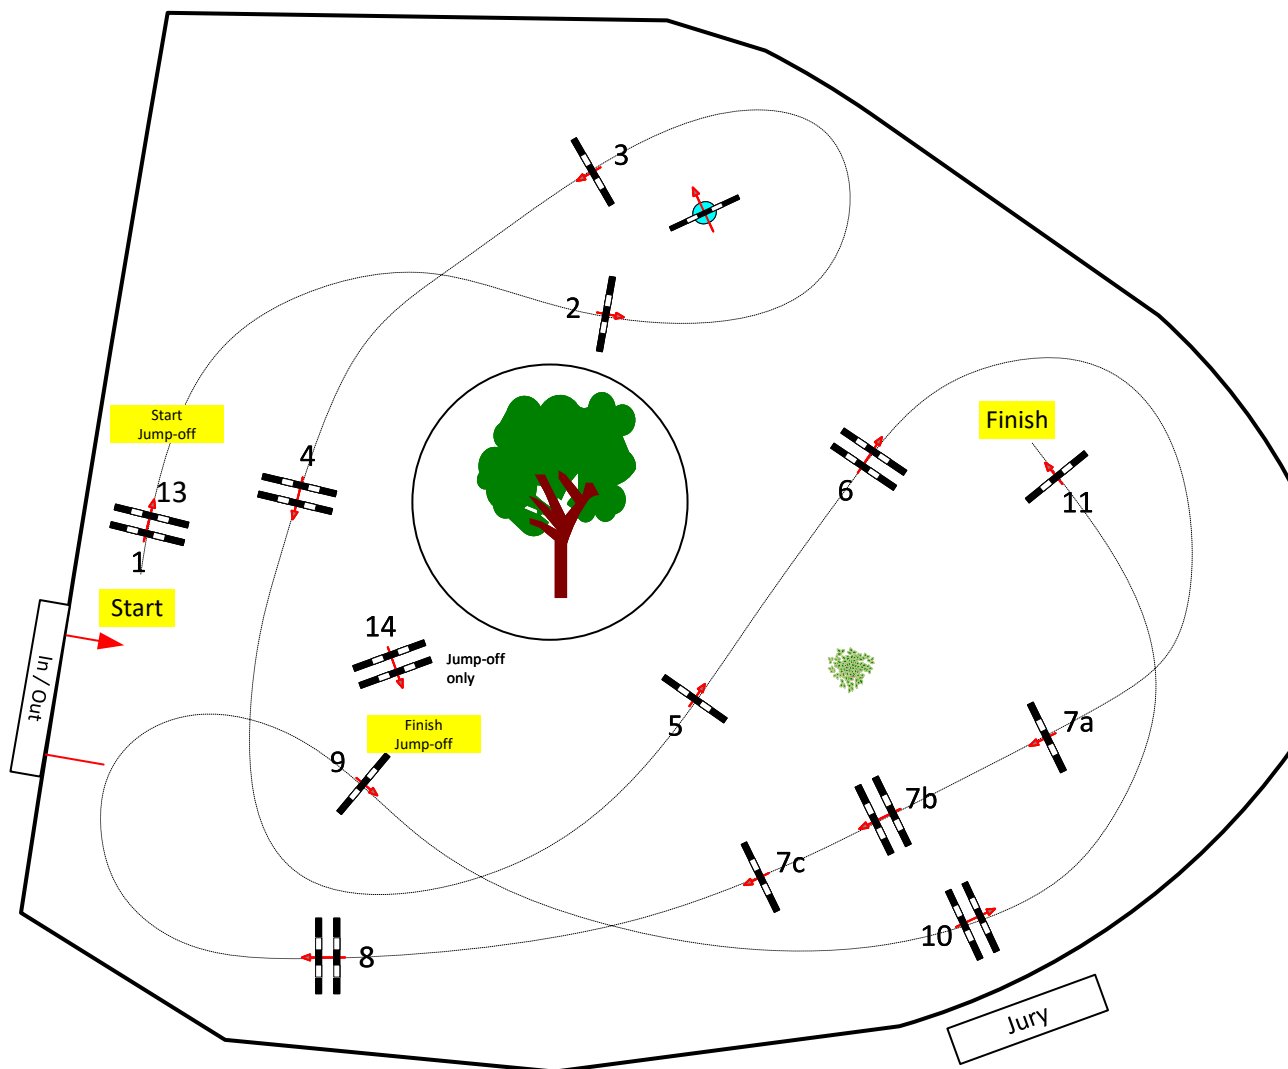 3
2
Start
Jump-off
Finish
4
6
13
11
1
Start
14
Jump-off
only
In / Out
5
7a
Finish
Jump-off
9
7b
7c
10
8
Jury